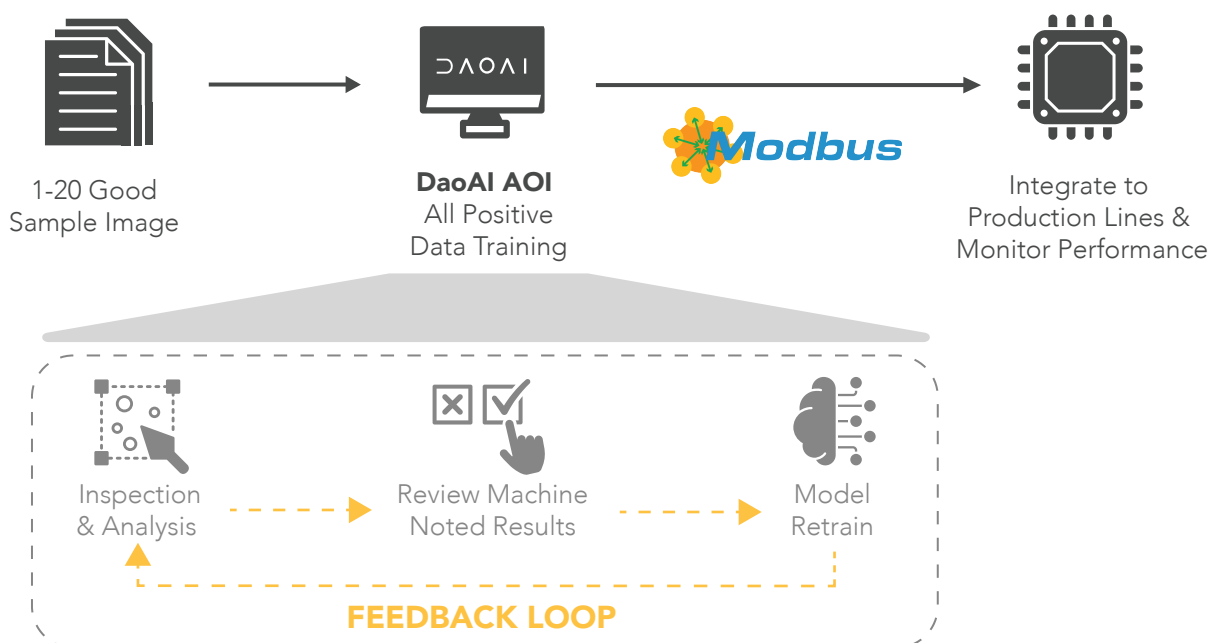 DAOAI
Modbus
1-20 Good
Sample Image
DaoAI AOI
All Positive
Data Training
Integrate to
Production Lines &
Monitor Performance
Inspection
& Analysis
Review Machine
Noted Results
Model
Retrain
FEEDBACK LOOP